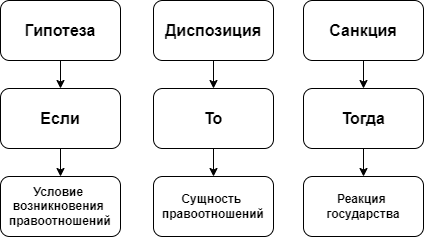 Гипотеза
Диспозиция
Санкция
Если
То
Тогда
Условие
возникновения
правоотношений
Сущность
правоотношений
Реакция
государства